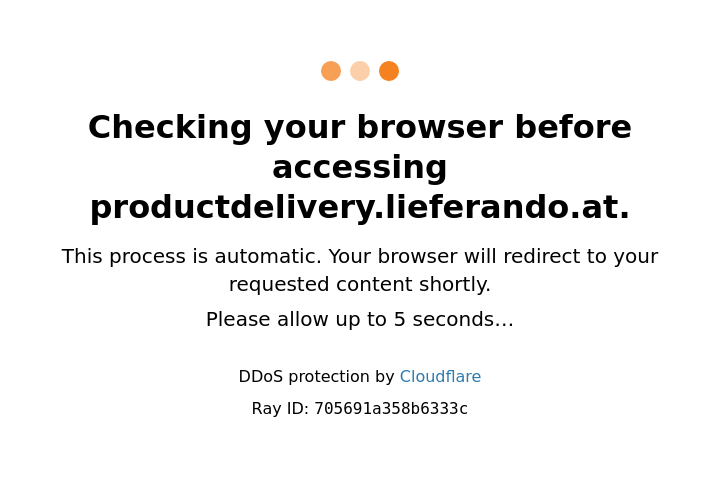 Checking your browser before
accessing
productdelivery.lieferando.at.
This process is automatic. Your browser will redirect to your
requested content shortly.
Please allow up to 5 seconds…
DDoS protection by Cloudflare
Ray ID: 705691a358b6333c